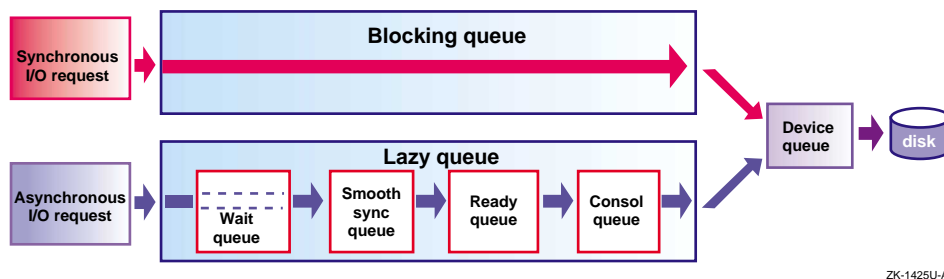 Synchronous
I/O request
Blocking queue
Device
queue
disk
Asynchronous
I/O request
Lazy queue
Wait
queue
Smooth
sync
queue
Ready
queue
Consol
queue